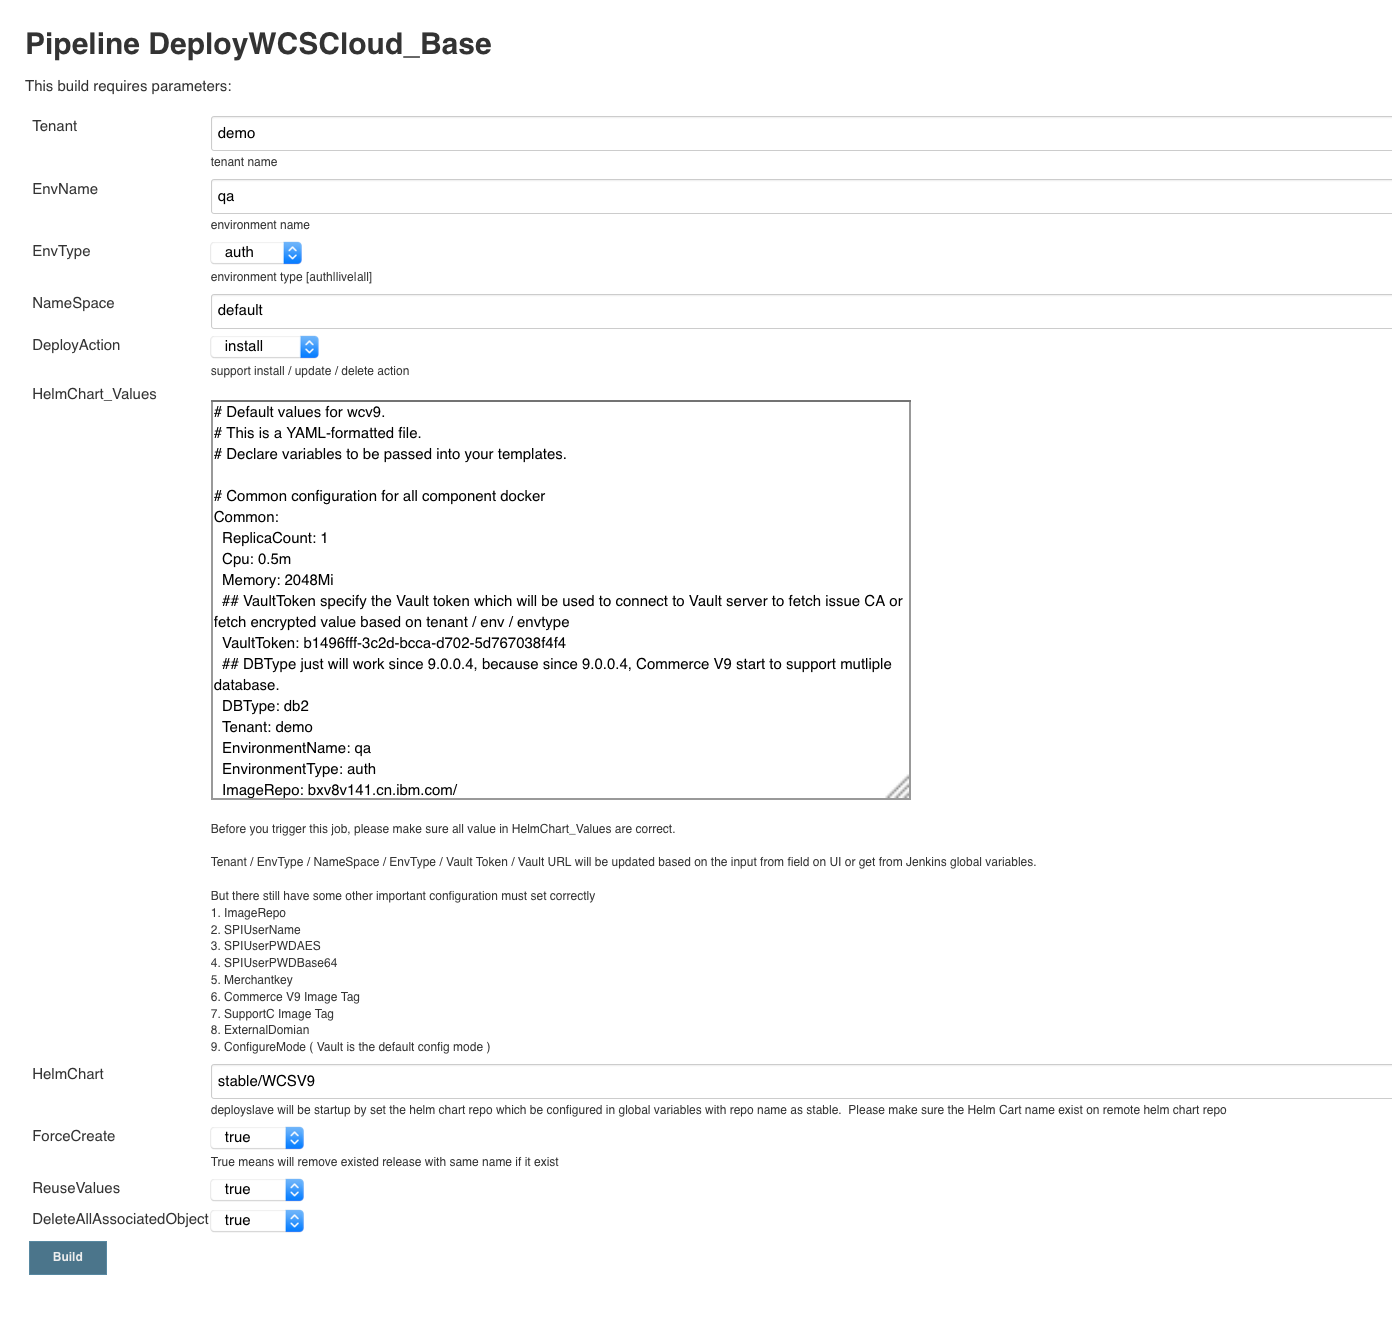 Pipeline DeployWCSCloud_Base
This build requires parameters:
Tenant
demo
tenant name
EnvName
qa
environment name
EnvType
auth
environment type [auth|live|all]
NameSpace
default
DeployAction
install
support install / update / delete action
HelmChart_Values
# Default values for wcv9.
# This is a YAML-formatted file.
# Declare variables to be passed into your templates.
# Common configuration for all component docker
Common:
ReplicaCount: 1
Cpu: 0.5m
Memory: 2048Mi
## VaultToken specify the Vault token which will be used to connect to Vault server to fetch issue CA or
fetch encrypted value based on tenant / env / envtype
VaultToken: b1496fff-3c2d-bcca-d702-5d767038f4f4
## DBType just will work since 9.0.0.4, because since 9.0.0.4, Commerce V9 start to support mutliple
database.
DBType: db2
Tenant: demo
EnvironmentName: qa
EnvironmentType: auth
ImageRepo: bxv8v141.cn.ibm.com/
Before you trigger this job, please make sure all value in HelmChart_Values are correct.
Tenant / EnvType / NameSpace / EnvType / Vault Token / Vault URL will be updated based on the input from field on UI or get from Jenkins global variables.
But there still have some other important configuration must set correctly
1. ImageRepo
2. SPIUserName
3. SPIUserPWDAES
4. SPIUserPWDBase64
5. Merchantkey
6. Commerce V9 Image Tag
7. SupportC Image Tag
8. ExternalDomian
9. ConfigureMode ( Vault is the default config mode )
HelmChart
stable/WCSV9
deployslave will be startup by set the helm chart repo which be configured in global variables with repo name as stable.  Please make sure the Helm Cart name exist on remote helm chart repo
ForceCreate
true
True means will remove existed release with same name if it exist
ReuseValues
true
DeleteAllAssociatedObject
true
Build